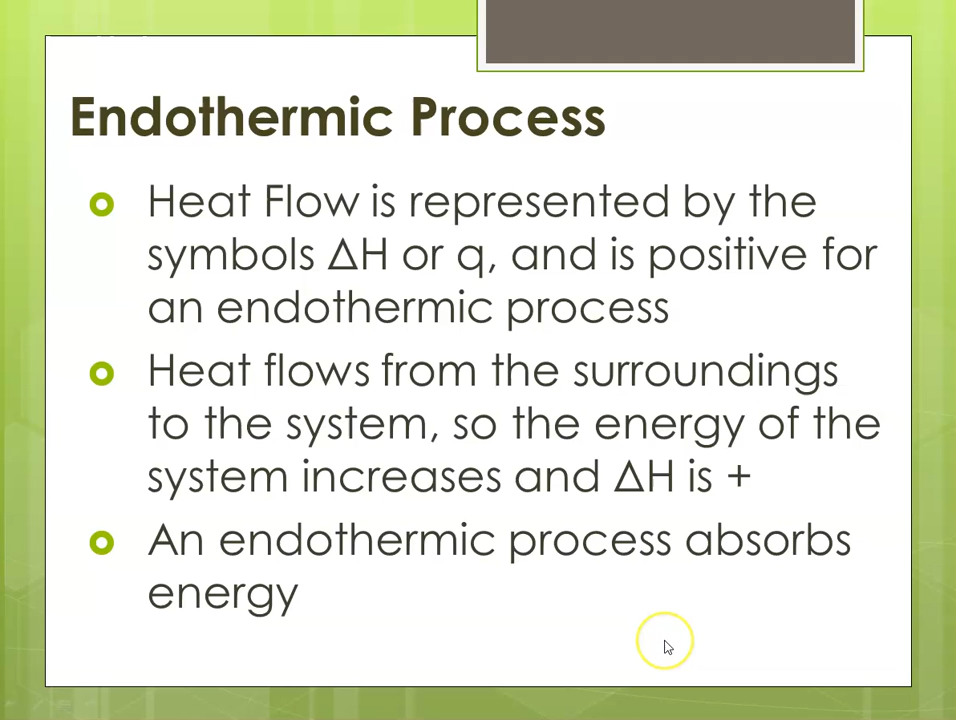 Endothermic Process
Heat Flow is represented by the
symbols ΔH or q, and is positive for
an endothermic process
Heat flows from the surroundings
to the system, so the energy of the
system increases and ΔH is +
An endothermic process absorbs
energy